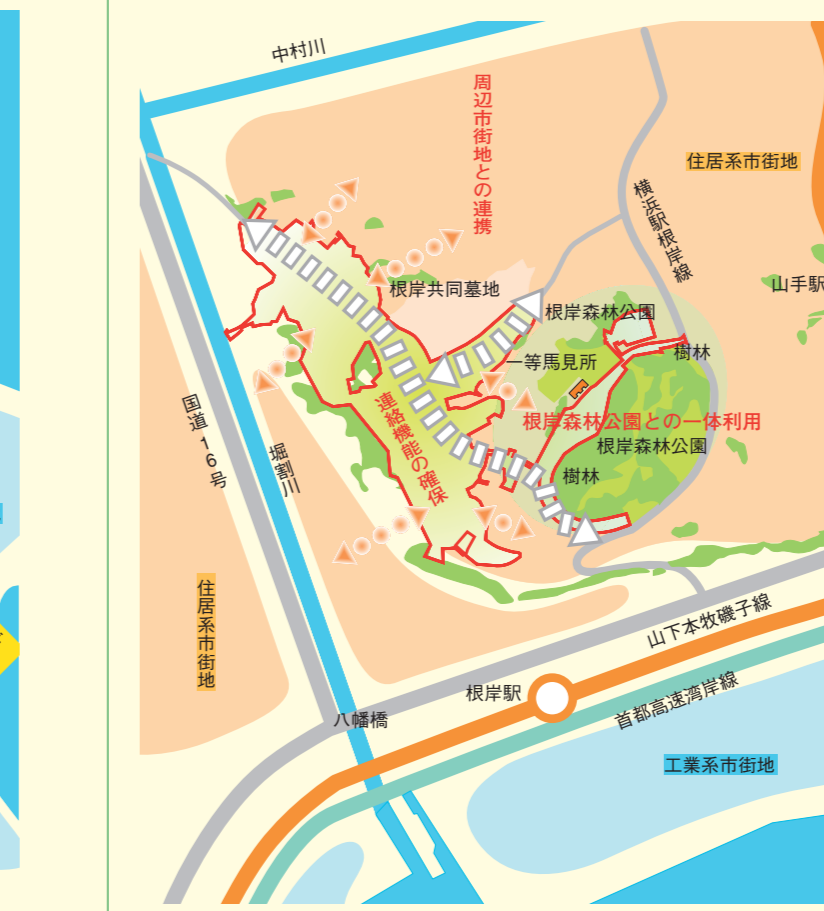 中村川
周辺市街地との連携
住居系市街地
横浜駅根岸線
山手駅
根岸共同墓地
根岸森林公園
一等馬見所
樹林
連絡機能の確保
根岸森林公園との一体利用
根岸森林公園
樹林
国道16号
堀割川
住居系市街地
山下本牧磯子線
根岸駅
首都高速湾岸線
八幡橋
工業系市街地